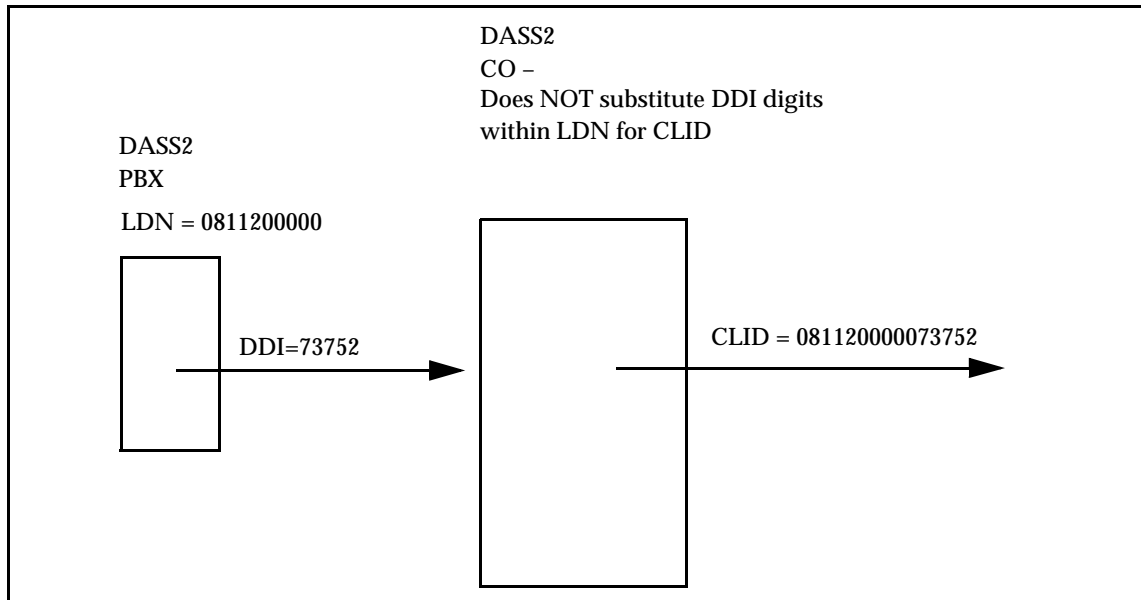 DASS2
CO –
Does NOT substitute DDI digits
within LDN for CLID
DASS2
PBX
LDN = 0811200000
DDI=73752
CLID = 081120000073752